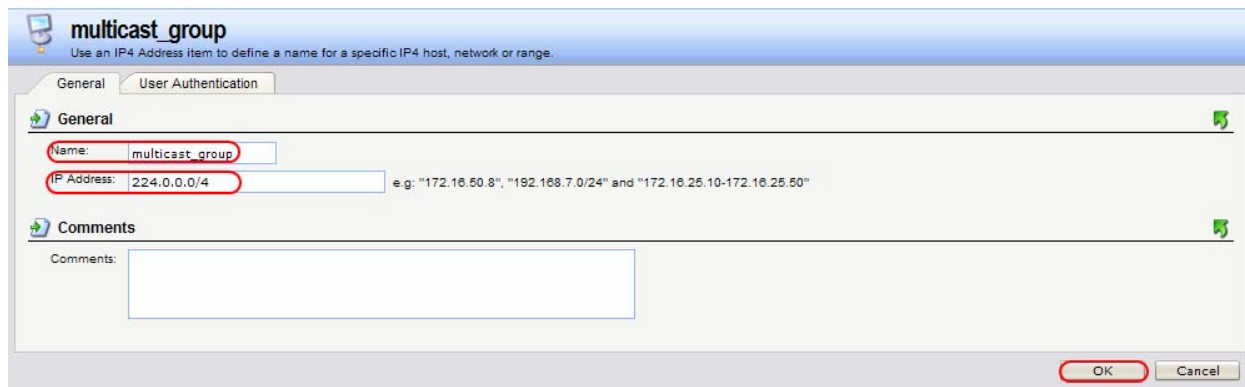 multicast_group
Use an IP4 Address item to define a name for a specific IP4 host, network or range.
General
User Authentication
General
Name: multicast_group
IP Address: 224.0.0.0/4 e.g: "172.16.50.8", "192.168.7.0/24" and "172.16.25.10-172.16.25.50"
Comments
Comments:
OK
Cancel